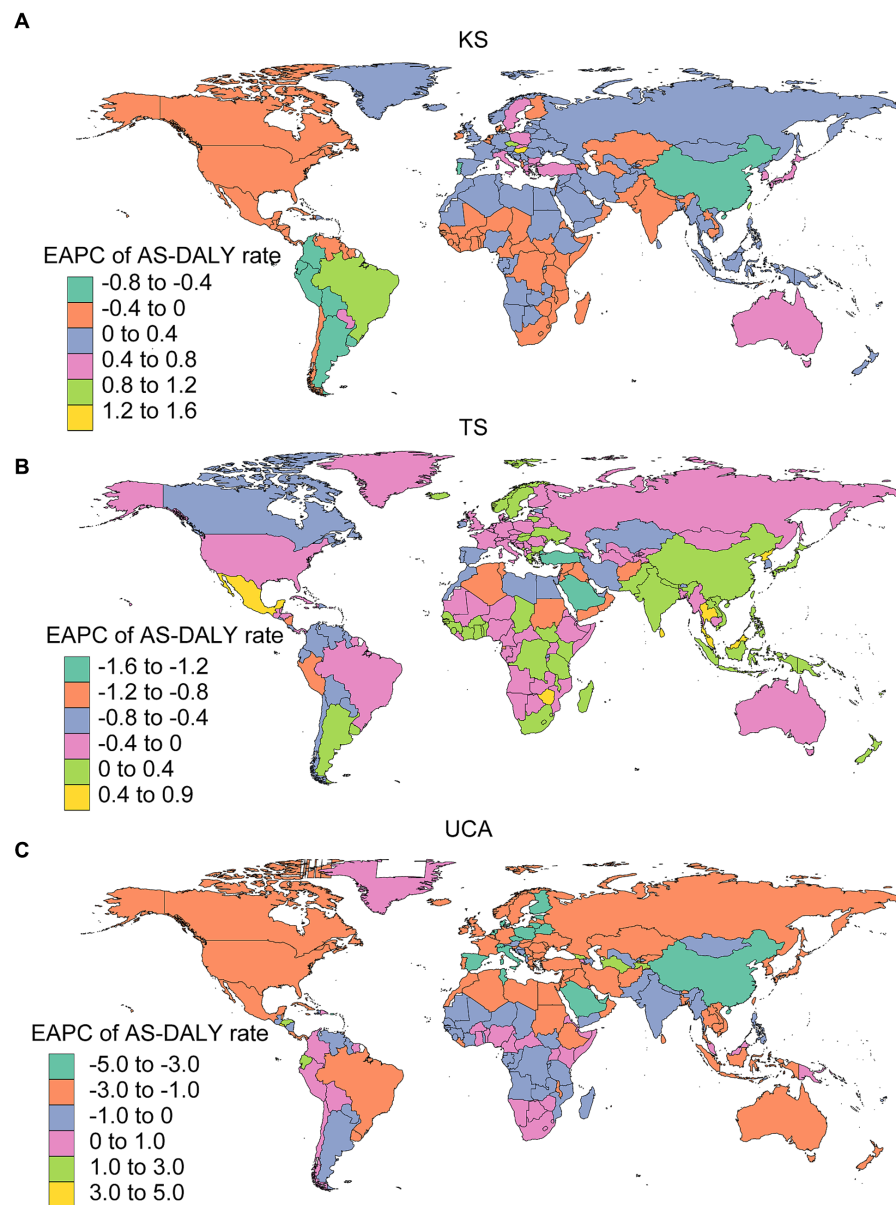 A
KS
EAPC of AS-DALY rate
-0.8 to -0.4
-0.4 to 0
0 to 0.4
0.4 to 0.8
0.8 to 1.2
1.2 to 1.6
TS
B
EAPC of AS-DALY rate
-1.6 to -1.2
-1.2 to -0.8
-0.8 to -0.4
-0.4 to 0
0 to 0.4
0.4 to 0.9
UCA
C
EAPC of AS-DALY rate
-5.0 to -3.0
-3.0 to -1.0
-1.0 to 0
0 to 1.0
1.0 to 3.0
3.0 to 5.0